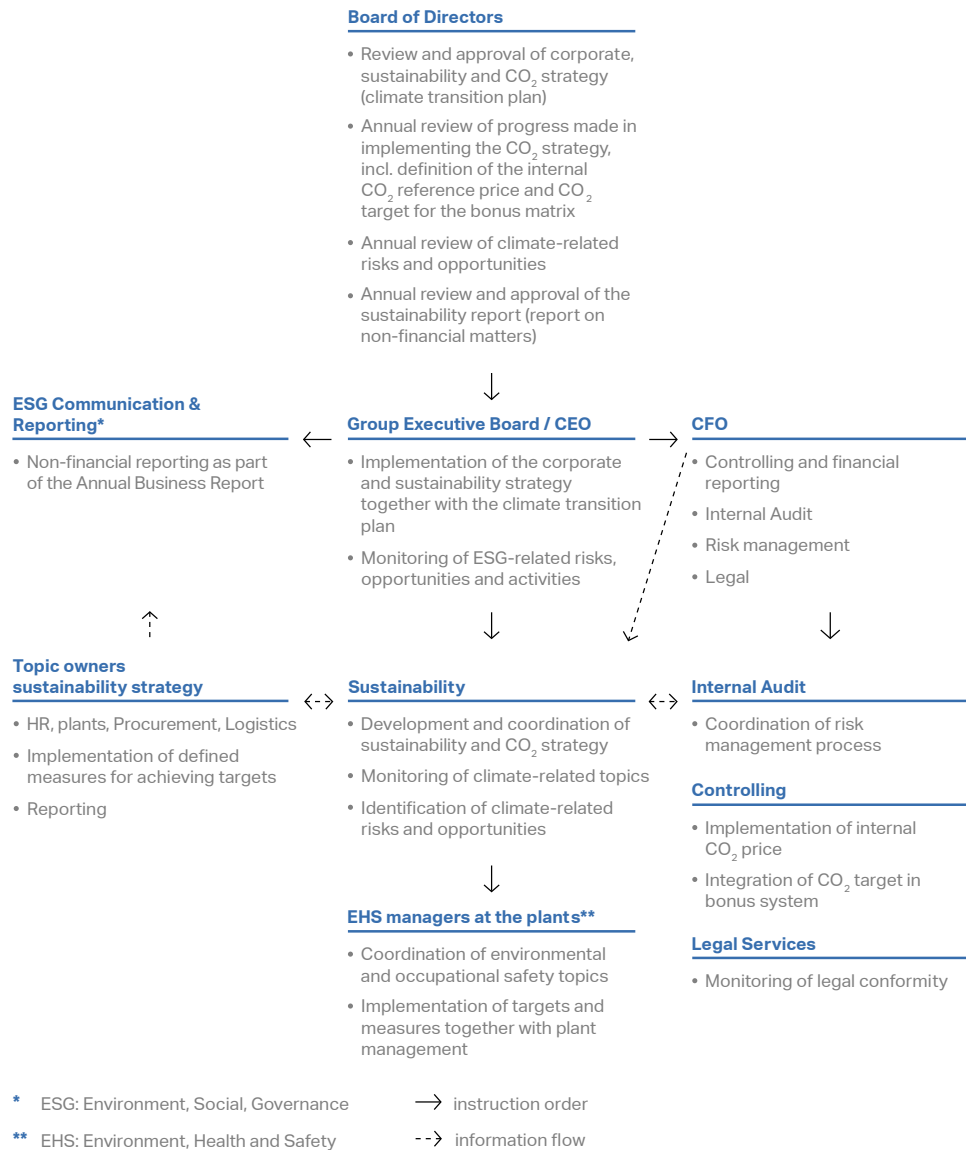 Board of Directors
• Review and approval of corporate,
sustainability and CO₂ strategy
(climate transition plan)
• Annual review of progress made in
implementing the CO₂ strategy,
incl. definition of the internal
CO₂ reference price and CO₂
target for the bonus matrix
• Annual review of climate-related
risks and opportunities
• Annual review and approval of the
sustainability report (report on
non-financial matters)
ESG Communication &
Reporting*
• Non-financial reporting as part
of the Annual Business Report
Group Executive Board / CEO
• Implementation of the corporate
and sustainability strategy
together with the climate transition
plan
• Monitoring of ESG-related risks,
opportunities and activities
CFO
• Controlling and financial
reporting
• Internal Audit
• Risk management
• Legal
Topic owners
sustainability strategy
• HR, plants, Procurement, Logistics
• Implementation of defined
measures for achieving targets
• Reporting
Sustainability
• Development and coordination of
sustainability and CO₂ strategy
• Monitoring of climate-related topics
• Identification of climate-related
risks and opportunities
Internal Audit
• Coordination of risk
management process
Controlling
• Implementation of internal
CO₂ price
• Integration of CO₂ target in
bonus system
Legal Services
• Monitoring of legal conformity
EHS managers at the plants**
• Coordination of environmental
and occupational safety topics
• Implementation of targets and
measures together with plant
management
* ESG: Environment, Social, Governance
** EHS: Environment, Health and Safety
instruction order
information flow